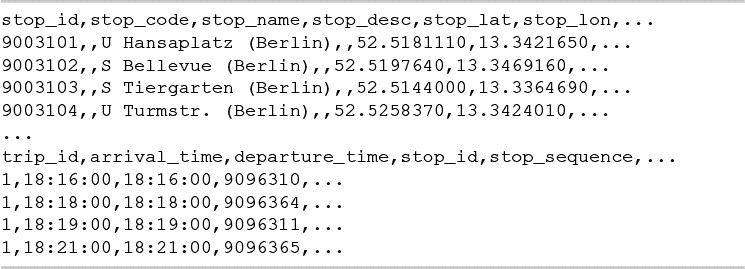 stop_id,stop_code,stop_name,stop_desc,stop_lat,stop_lon,...
9003101,,U Hansaplatz (Berlin),,52.5181110,13.3421650,...
9003102,,S Bellevue (Berlin),,52.5197640,13.3469160,...
9003103,,S Tiergarten (Berlin),,52.5144000,13.3364690,...
9003104,,U Turmstr. (Berlin),,52.5258370,13.3424010,...
...
trip_id,arrival_time,departure_time,stop_id,stop_sequence,...
1,18:16:00,18:16:00,9096310,...
1,18:18:00,18:18:00,9096364,...
1,18:19:00,18:19:00,9096311,...
1,18:21:00,18:21:00,9096365,...